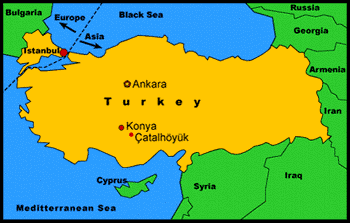 Bulgaria
Europe
Black Sea
Russia
Georgia
Asia
Istanbul
Armenia
Ankara
Turkey
Iran
Konya
Çatalhöyük
Cyprus
Syria
Iraq
Mediterranean Sea